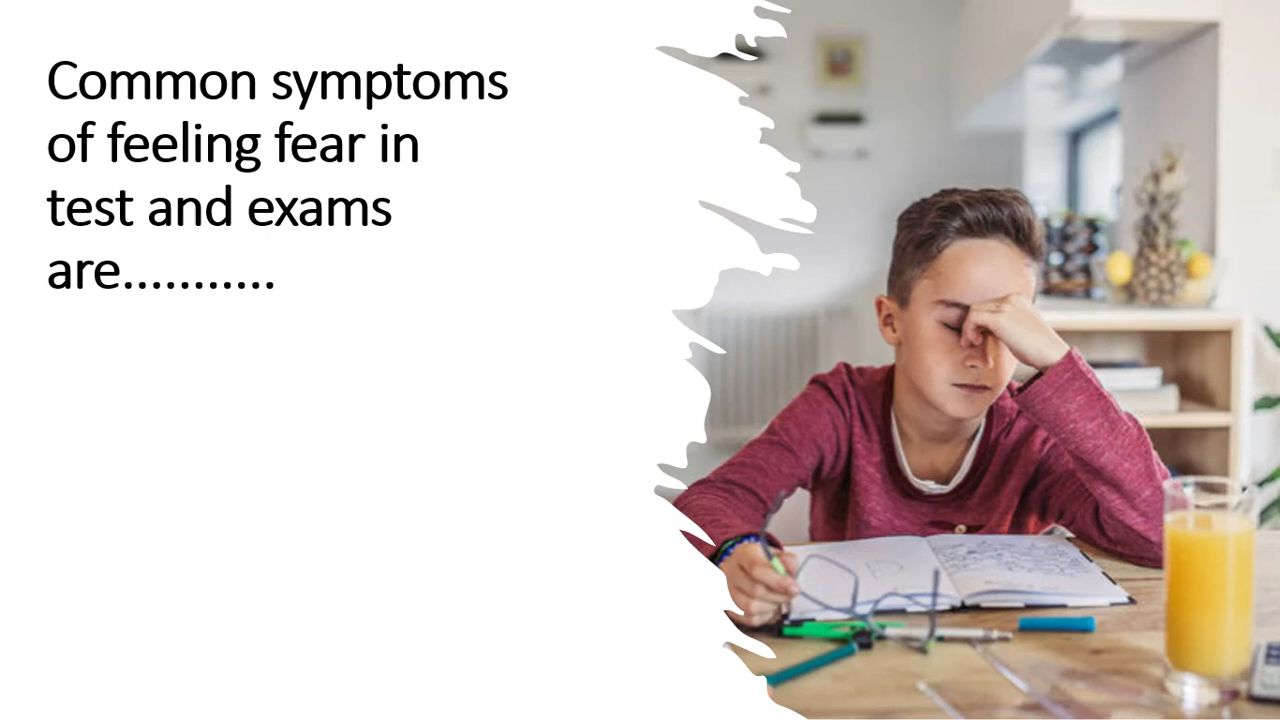 Common symptoms
of feeling fear in
test and exams
are...........